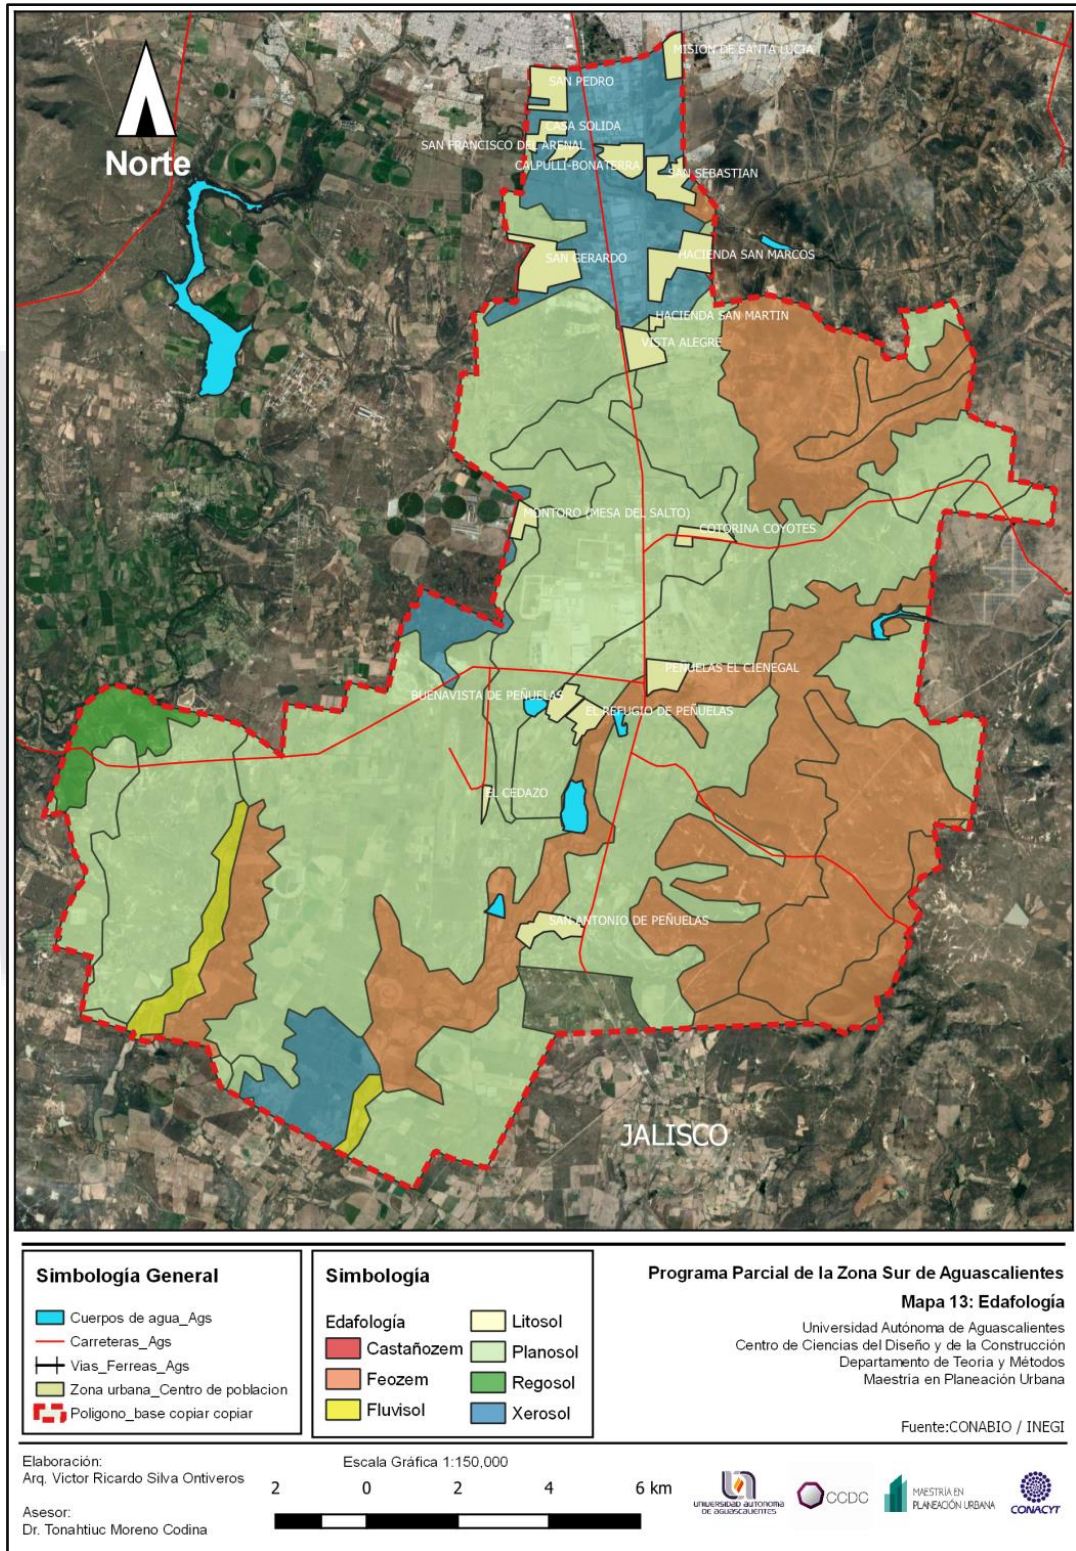 MISION DE SANTA LUCIA
SAN PEDRO
CASA SOLIDA
SAN FRANCISCO DEL ARENAL
CALPULLI-BONATERRA
SAN SEBASTIAN
Norte
SAN GERARDO
HACIENDA SAN MARCOS
HACIENDA SAN MARTIN
VISTA ALEGRE
MONTORO (MESA DEL SALTO)
COTORINA COYOTES
PEÑUELAS EL CIENEGAL
BUENAVISTA DE PEÑUELAS
EL REFUGIO DE PEÑUELAS
EL CEDAZO
SAN ANTONIO DE PEÑUELAS
JALISCO
Simbología General
Cuerpos de agua_Ags
Carreteras_Ags
Vias_Ferreas_Ags
Zona urbana_Centro de poblacion
Poligono_base copiar copiar
Simbología
Edafología
Castañozem
Feozem
Fluvisol
Litosol
Planosol
Regosol
Xerosol
Programa Parcial de la Zona Sur de Aguascalientes
Mapa 13: Edafología
Universidad Autónoma de Aguascalientes
Centro de Ciencias del Diseño y de la Construcción
Departamento de Teoria y Métodos
Maestria en Planeación Urbana
Fuente:CONABIO / INEGI
Elaboración:
Arq. Victor Ricardo Silva Ontiveros
Asesor:
Dr. Tonahtiuc Moreno Codina
Escala Gráfica 1:150,000
2 0 2 4 6 km
UNIVERSIDAD AUTONOMA
DE AGUASCALIENTES
CCDC
MAESTRÍA EN
PLANEACIÓN URBANA
CONACYT